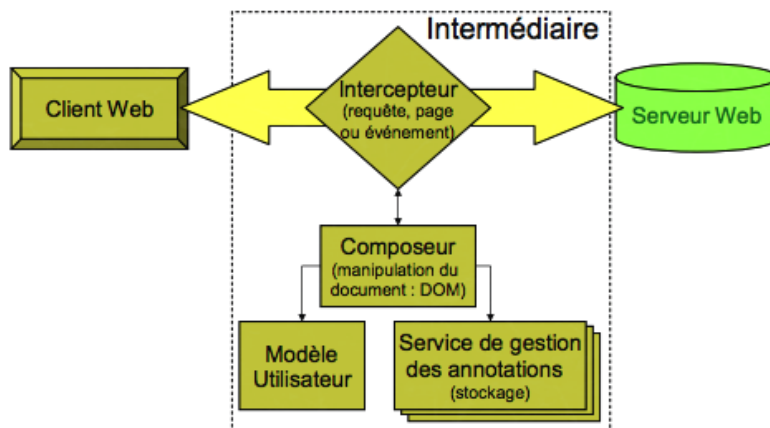 Intermédiaire
Client Web
Intercepteur
(requête, page
ou événement)
Serveur Web
Composeur
(manipulation du
document : DOM)
Modèle
Utilisateur
Service de gestion
des annotations
(stockage)